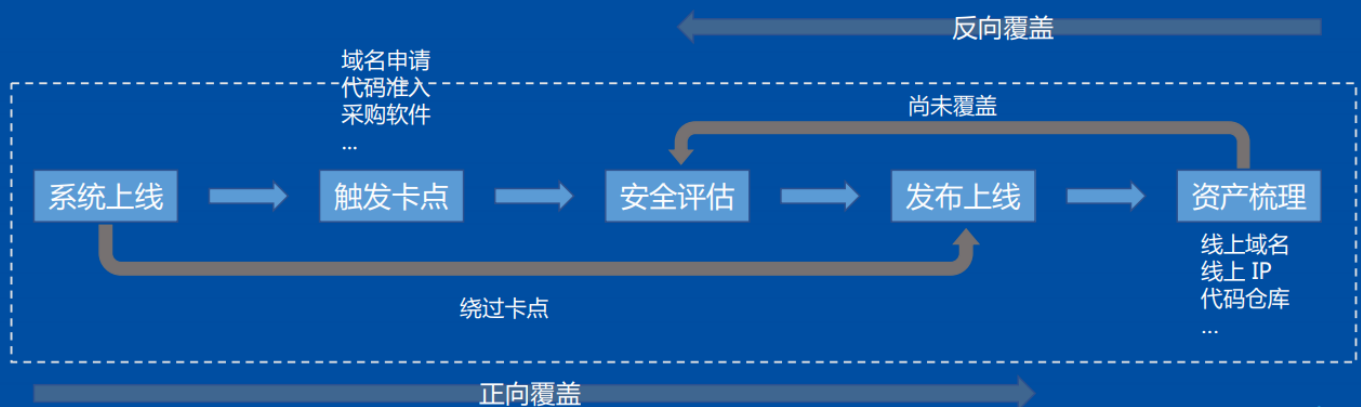 反向覆盖
域名申请
代码准入
采购软件
...
尚未覆盖
系统上线
触发卡点
安全评估
发布上线
资产梳理
线上域名
线上 IP
代码仓库
...
绕过卡点
正向覆盖